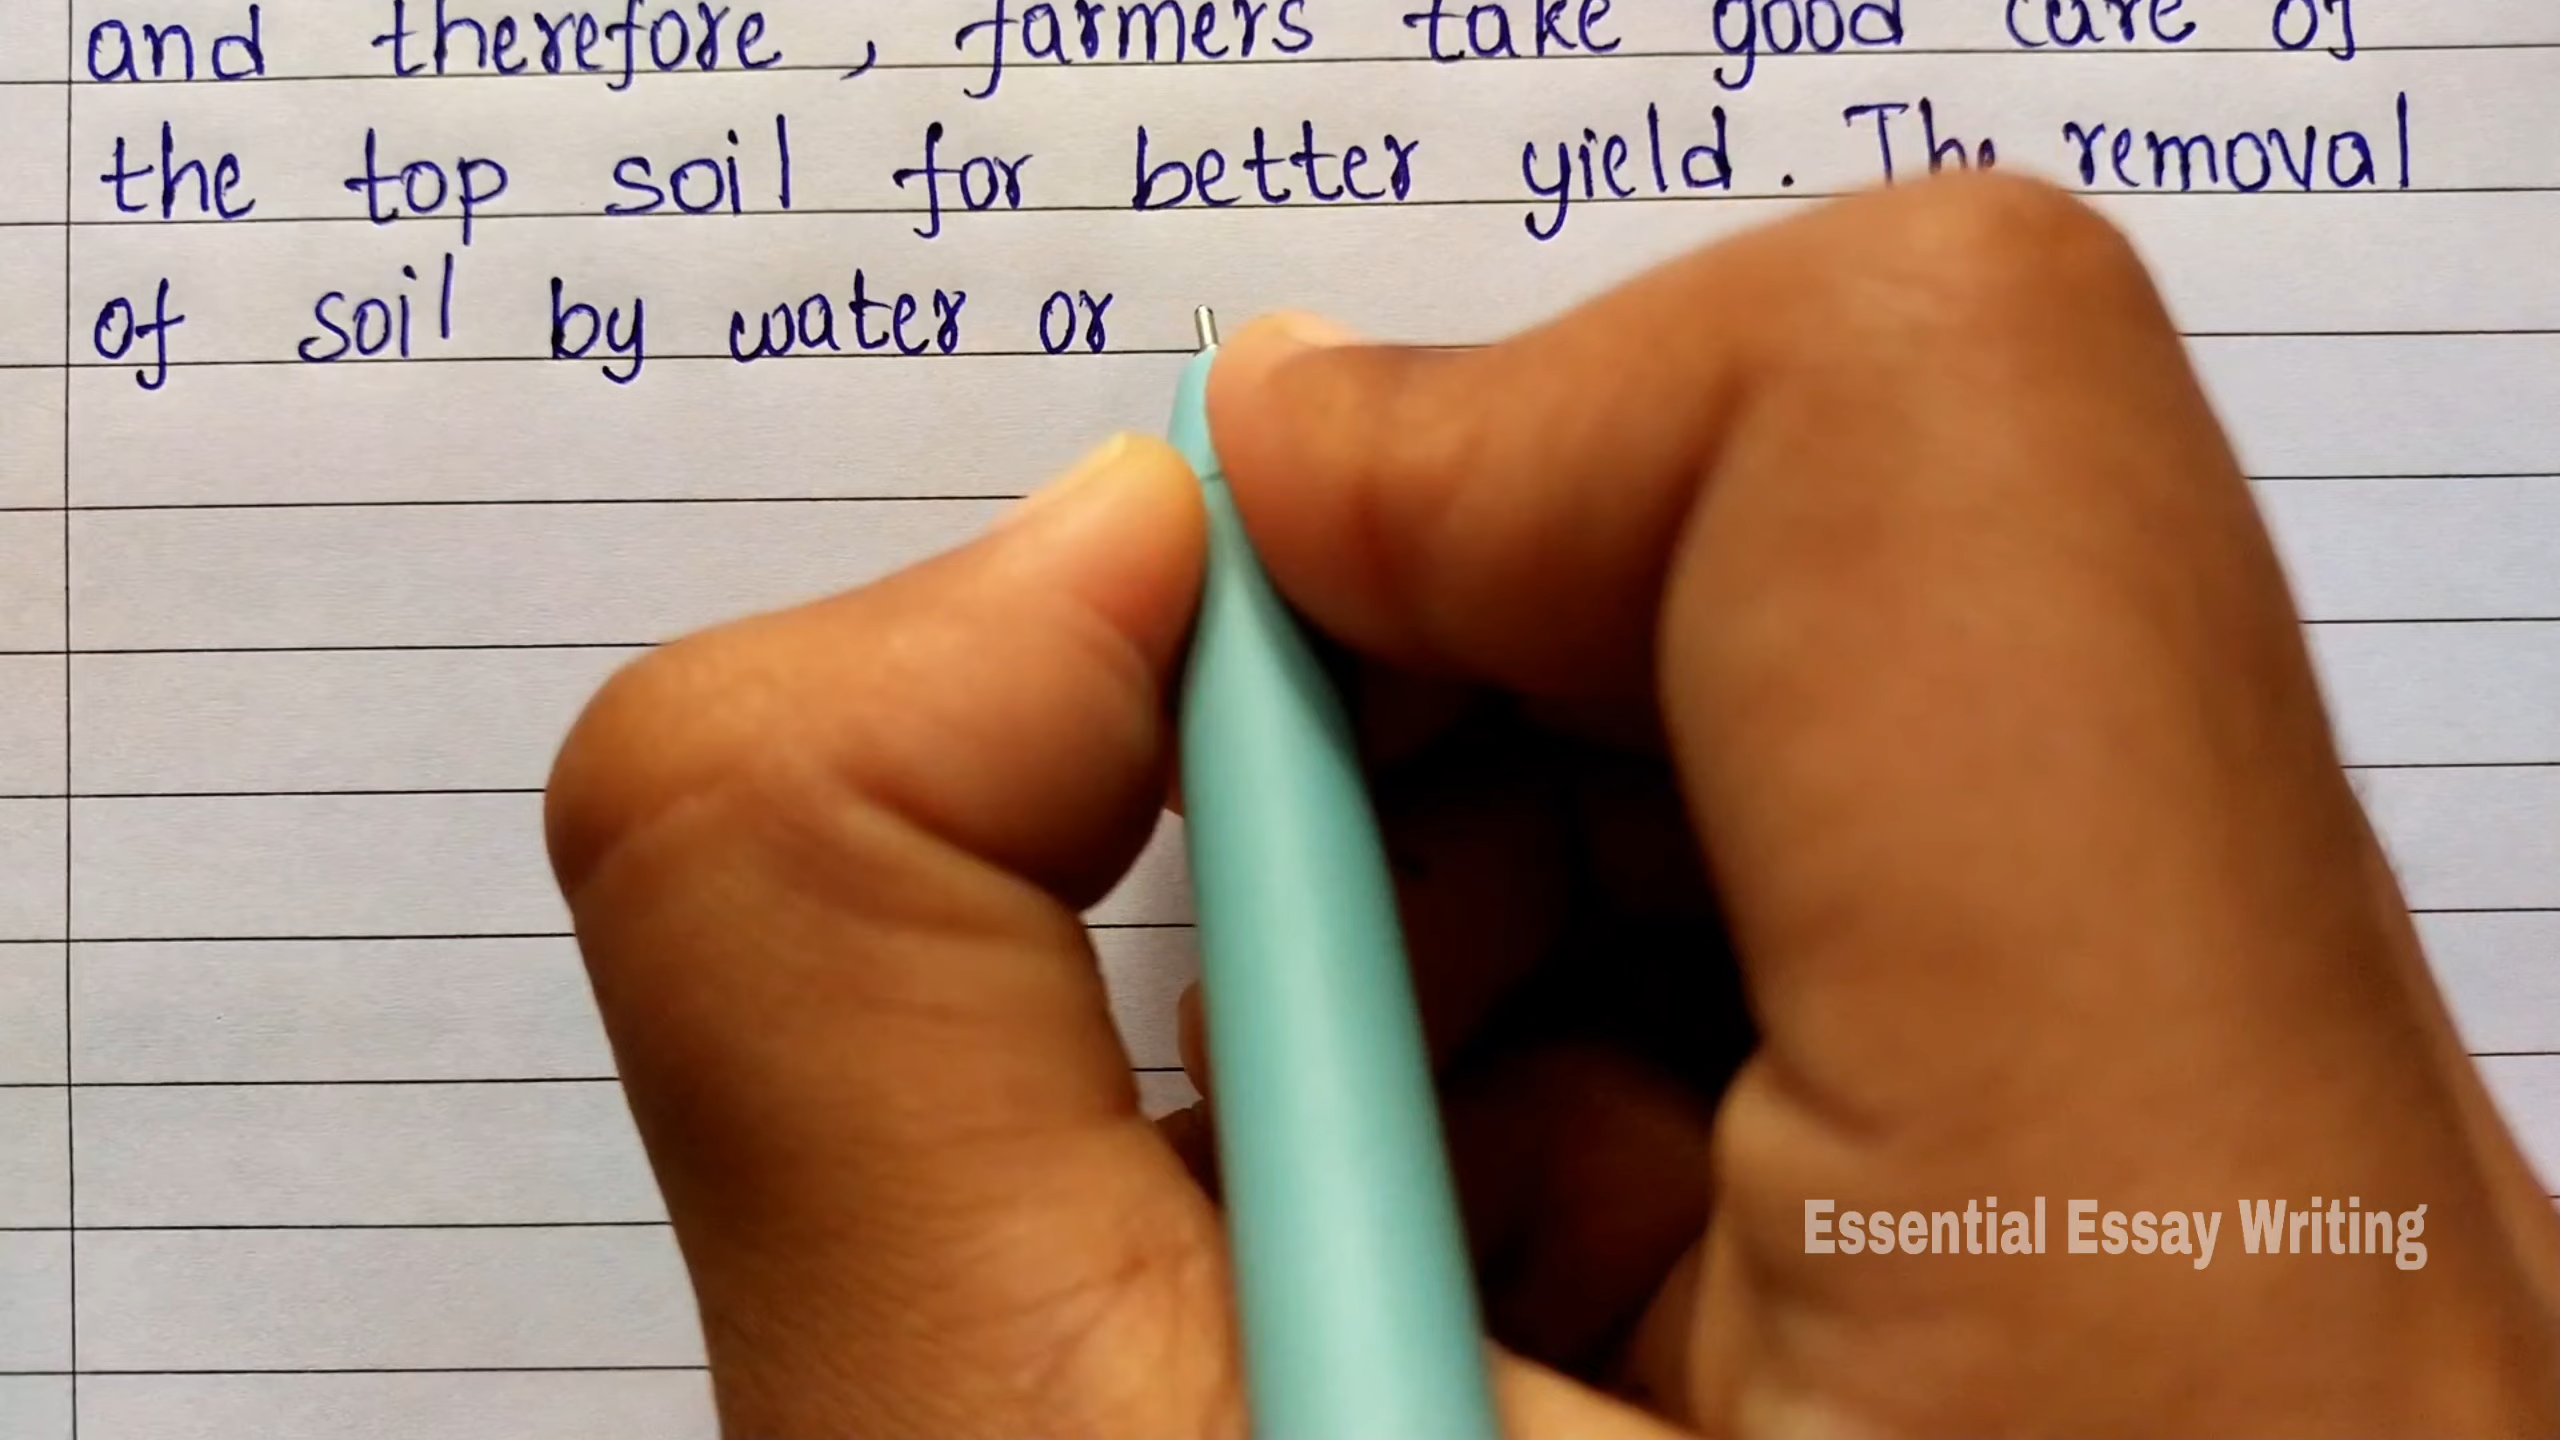 and therefore, farmers take good care of
the top soil for better yield. The removal
of soil by water or
Essential Essay Writing